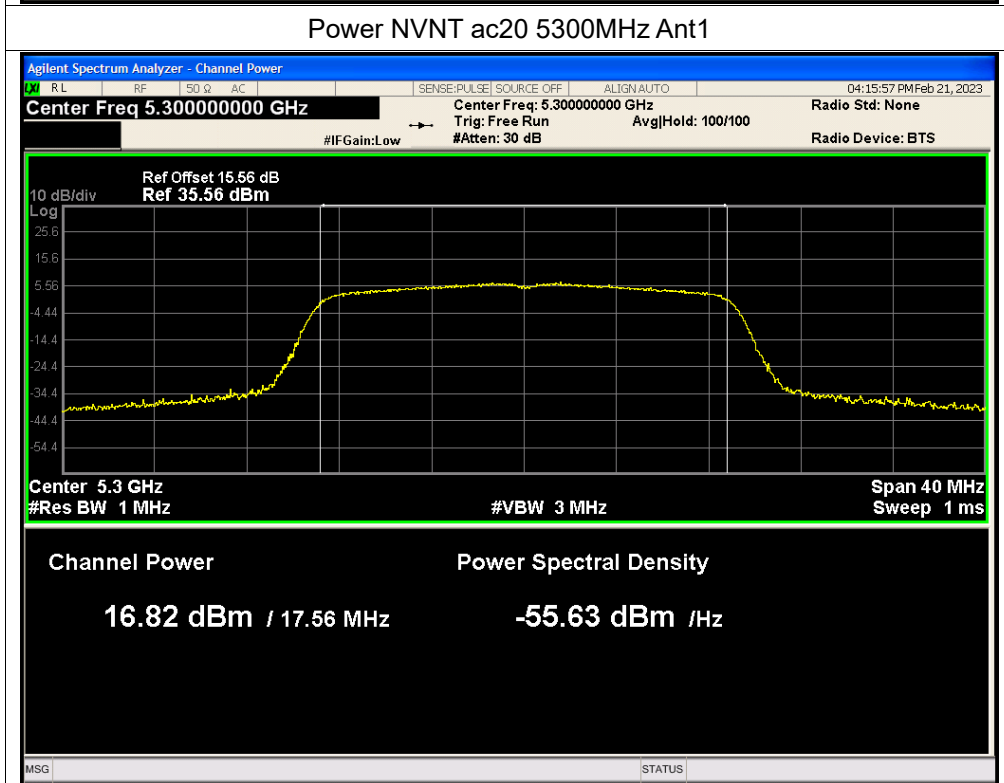 Power NVNT ac20 5300MHz Ant1
Agilent Spectrum Analyzer - Channel Power
LXI RL RF 50 Ω AC SENSE:PULSE SOURCE OFF ALIGNAUTO 04:15:57 PM Feb 21, 2023
Center Freq 5.300000000 GHz Center Freq: 5.300000000 GHz Radio Std: None
Trig: Free Run Avg|Hold: 100/100
#IFGain:Low #Atten: 30 dB Radio Device: BTS
Ref Offset 15.56 dB
10 dB/div Ref 35.56 dBm
Log
25.6
15.6
5.56
-4.44
-14.4
-24.4
-34.4
-44.4
-54.4
Center 5.3 GHz Span 40 MHz
#Res BW 1 MHz #VBW 3 MHz Sweep 1 ms
Channel Power Power Spectral Density
16.82 dBm / 17.56 MHz -55.63 dBm /Hz
MSG STATUS